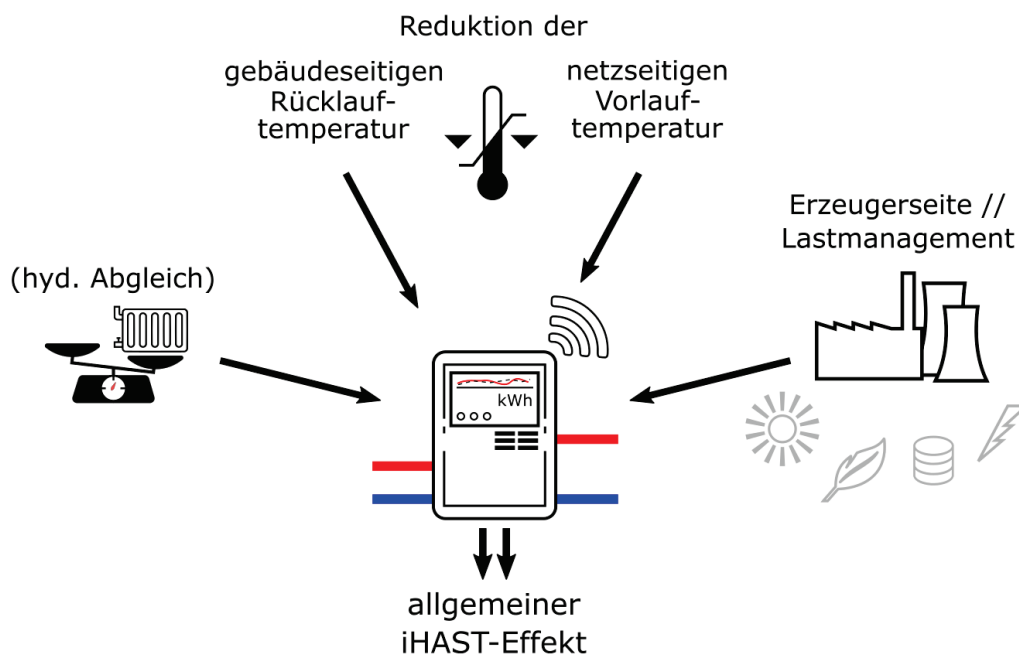 Reduktion der
gebäudeseitigen
Rücklauf-
temperatur
netzseitigen
Vorlauf-
temperatur
Erzeugerseite //
Lastmanagement
(hyd. Abgleich)
kWh
allgemeiner
iHAST-Effekt